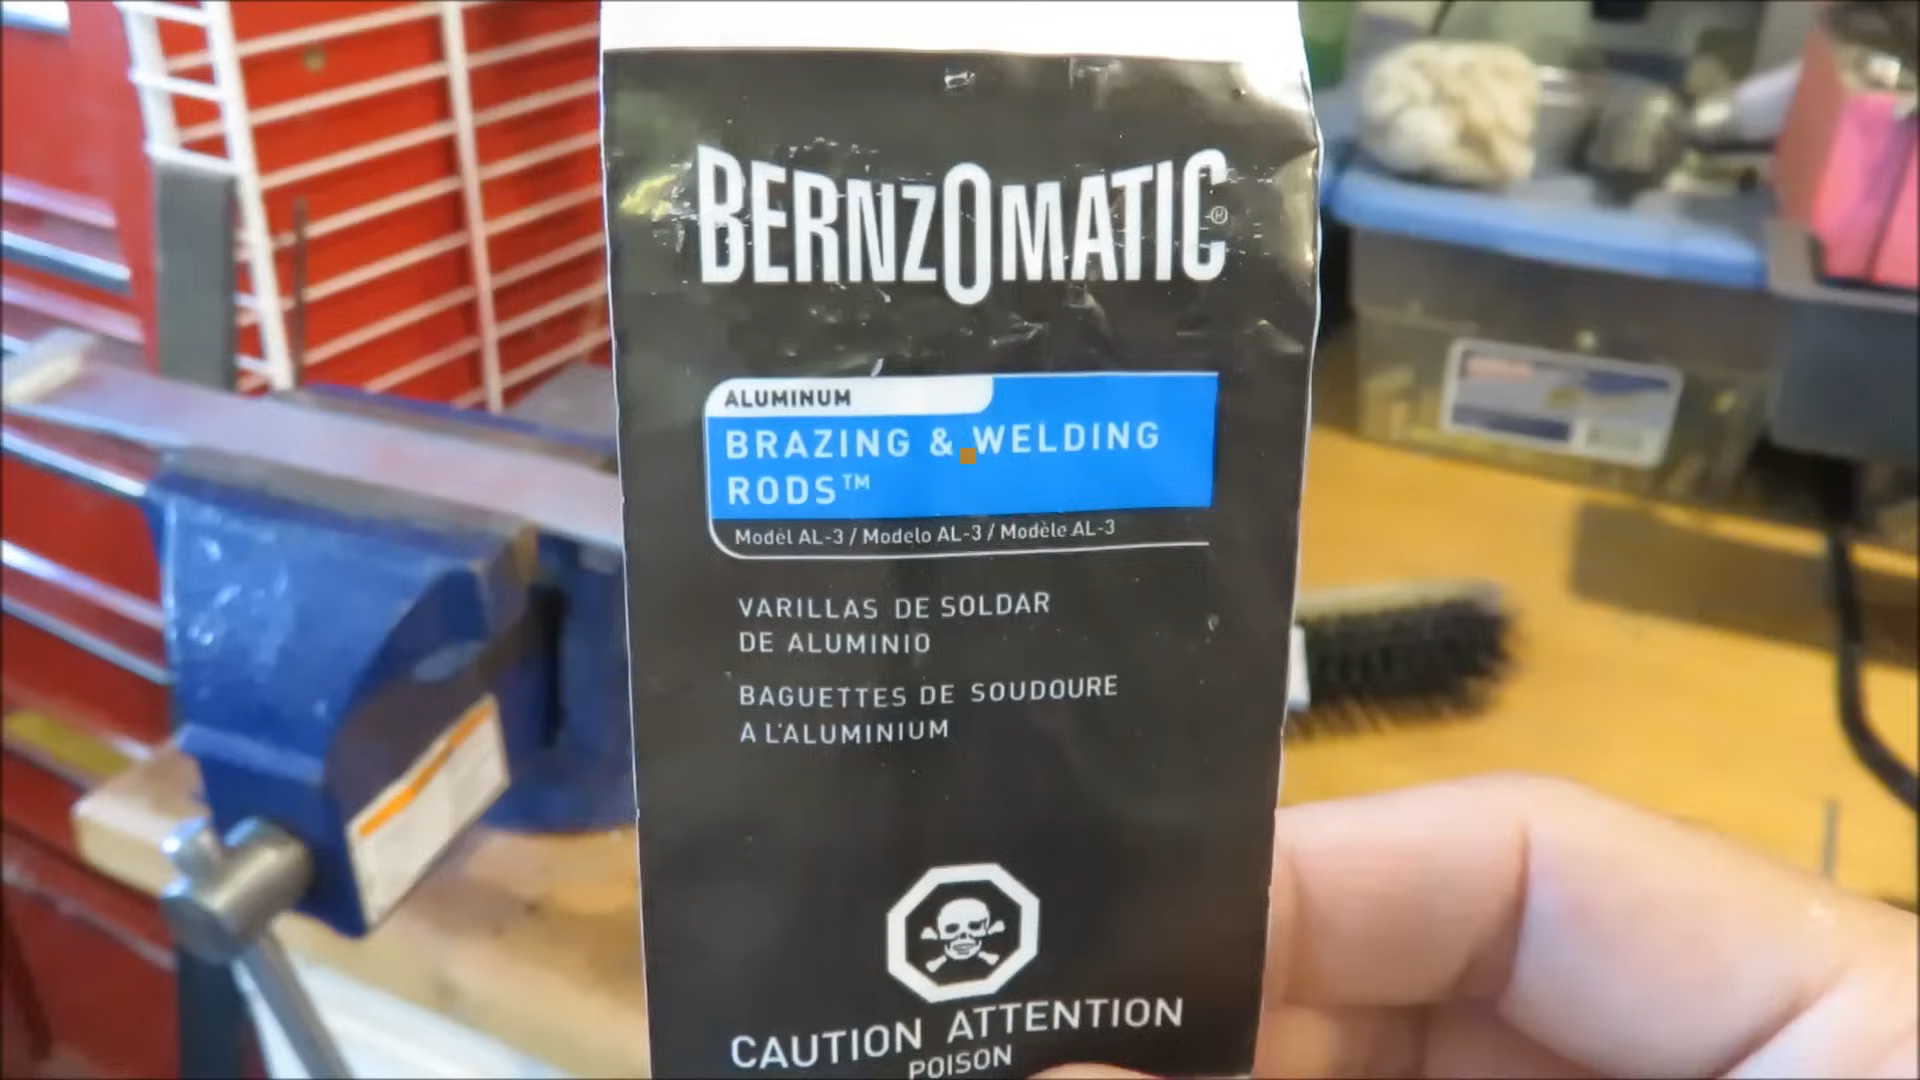 BERNZOMATIC®
ALUMINUM
BRAZING & WELDING
RODS™
Model AL-3 / Modelo AL-3 / Modèle AL-3
VARILLAS DE SOLDAR
DE ALUMINIO
BAGUETTES DE SOUDOURE
A L'ALUMINIUM
CAUTION ATTENTION
POISON